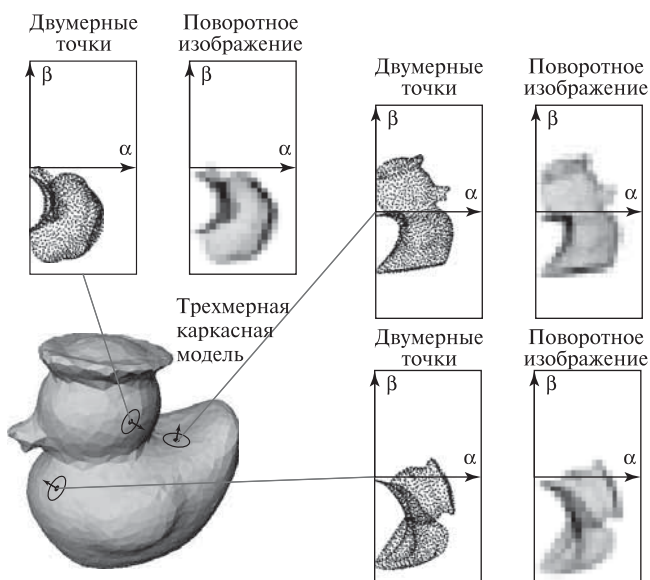 Двумерные
точки
Поворотное
изображение
β
α
Двумерные
точки
Поворотное
изображение
β
α
Трехмерная
каркасная
модель
Двумерные
точки
Поворотное
изображение
β
α